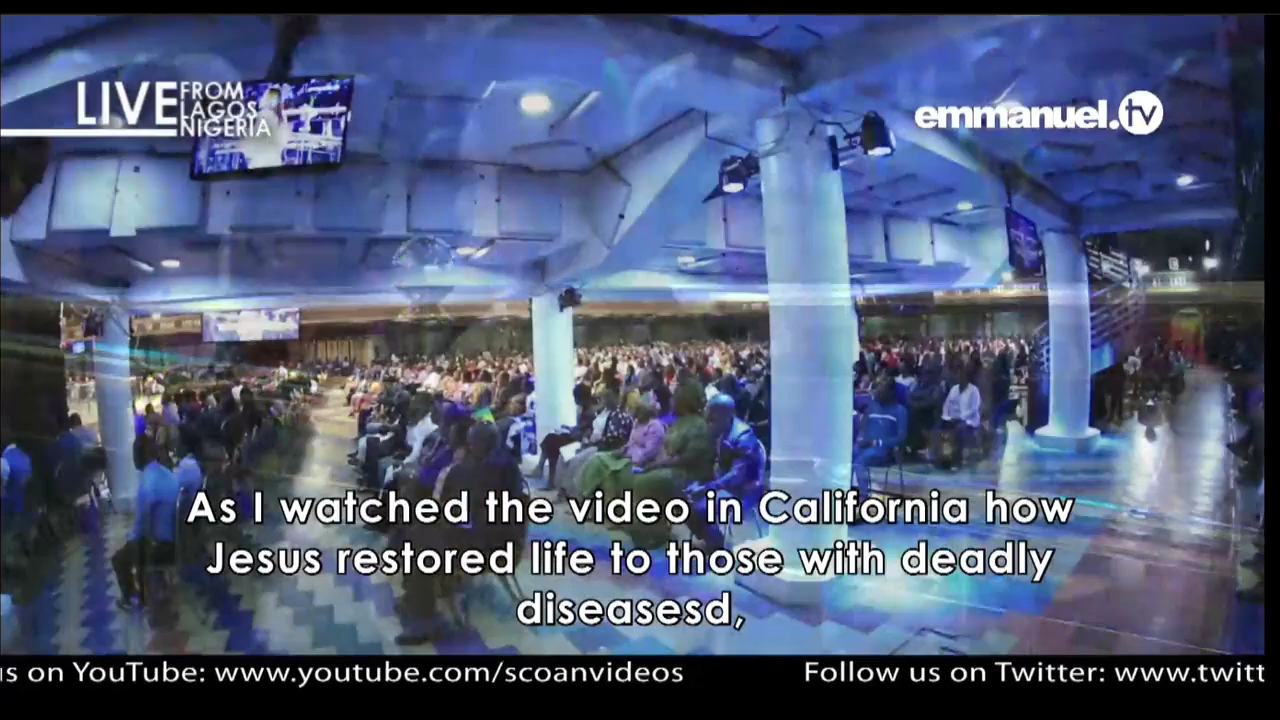 LIVE FROM
LAGOS
NIGERIA
emmanuel.tv
As I watched the video in California how
Jesus restored life to those with deadly
diseasesd,
us on YouTube: www.youtube.com/scoanvideos Follow us on Twitter: www.twitt